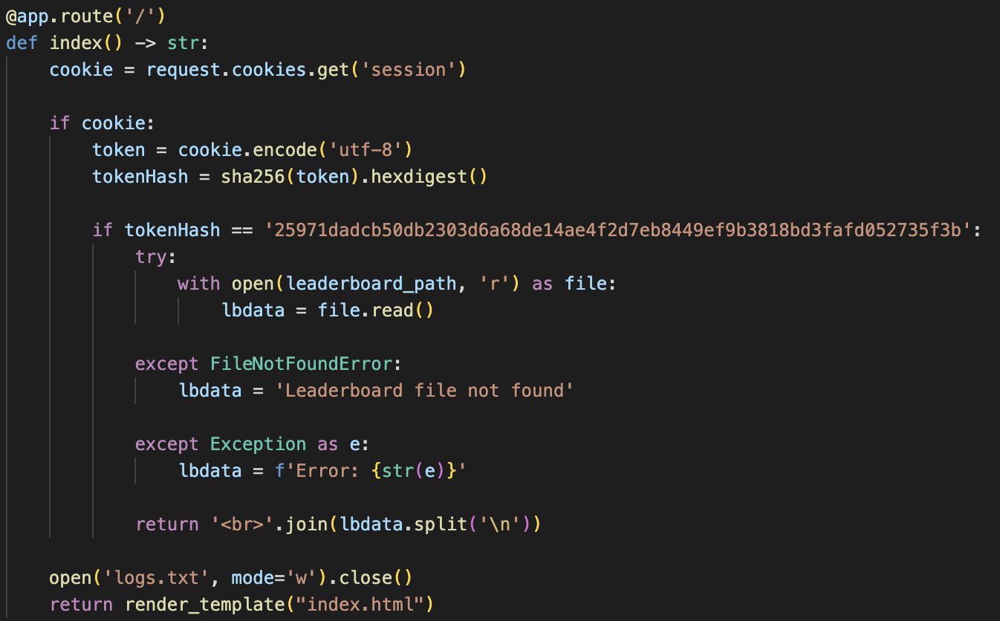 @app.route('/')
def index() -> str:
    cookie = request.cookies.get('session')

    if cookie:
        token = cookie.encode('utf-8')
        tokenHash = sha256(token).hexdigest()

        if tokenHash == '25971dadcb50db2303d6a68de14ae4f2d7eb8449ef9b3818bd3fafd052735f3b':
            try:
                with open(leaderboard_path, 'r') as file:
                    lbdata = file.read()

            except FileNotFoundError:
                lbdata = 'Leaderboard file not found'

            except Exception as e:
                lbdata = f'Error: {str(e)}'

            return '<br>'.join(lbdata.split('\n'))

    open('logs.txt', mode='w').close()
    return render_template("index.html")